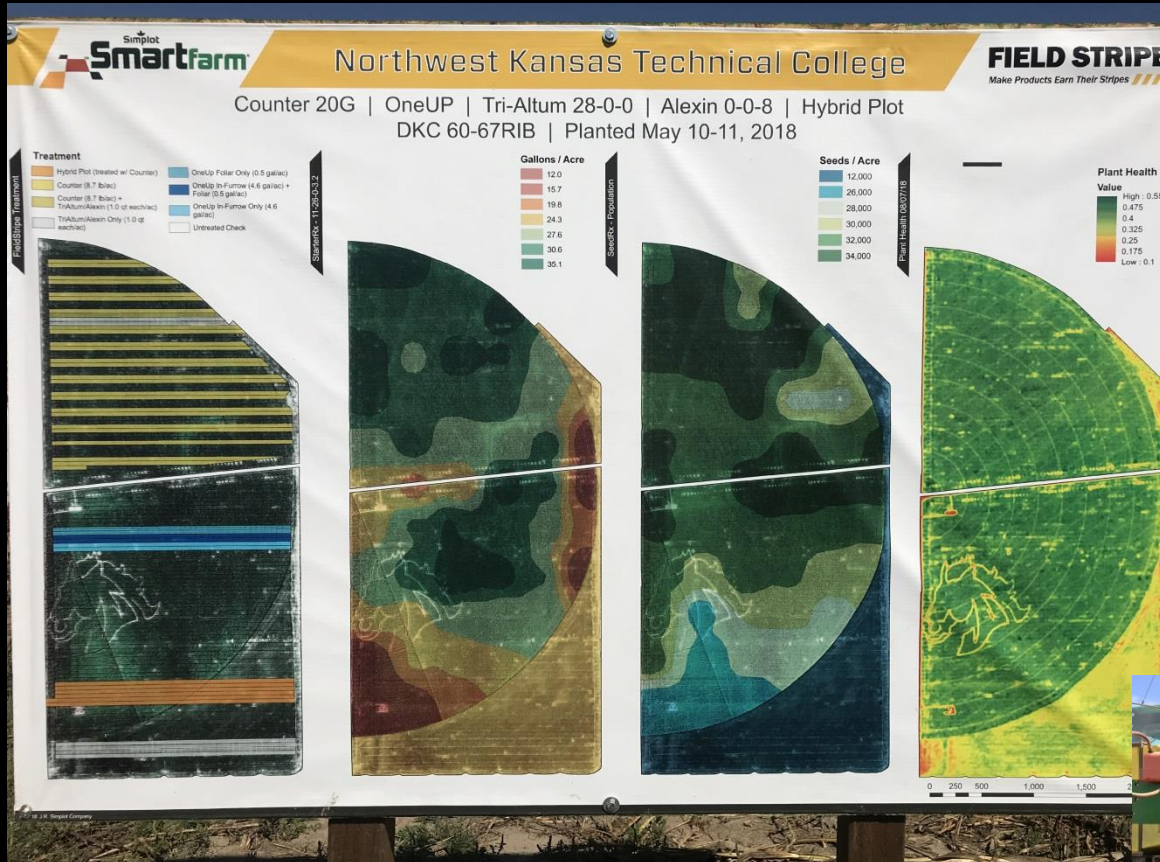 Simplot
Smartfarm
Northwest Kansas Technical College
FIELD STRIPE
Make Products Earn Their Stripes
Counter 20G | OneUP | Tri-Altum 28-0-0 | Alexin 0-0-8 | Hybrid Plot
DKC 60-67RIB | Planted May 10-11, 2018
FieldStripe Treatment
Treatment
Hybrid Plot (treated w/ Counter)
Counter (8.7 lb/ac)
Counter (8.7 lb/ac) +
TriAltum/Alexin (1.0 qt each/ac)
TriAltum/Alexin Only (1.0 qt
each/ac)
OneUp Foliar Only (0.5 gal/ac)
OneUp In-Furrow (4.6 gal/ac) +
Foliar (0.5 gal/ac)
OneUp In-Furrow Only (4.6
gal/ac)
Untreated Check
StarterRx - 11-26-0-3.2
Gallons / Acre
12.0
15.7
19.8
24.3
27.6
30.6
35.1
SeedRx - Population
Seeds / Acre
12,000
26,000
28,000
30,000
32,000
34,000
Plant Health 08/07/18
Plant Health
Value
High : 0.55
0.475
0.4
0.325
0.25
0.175
Low : 0.1
0 250 500 1,000 1,500 2
18 J.R. Simplot Company